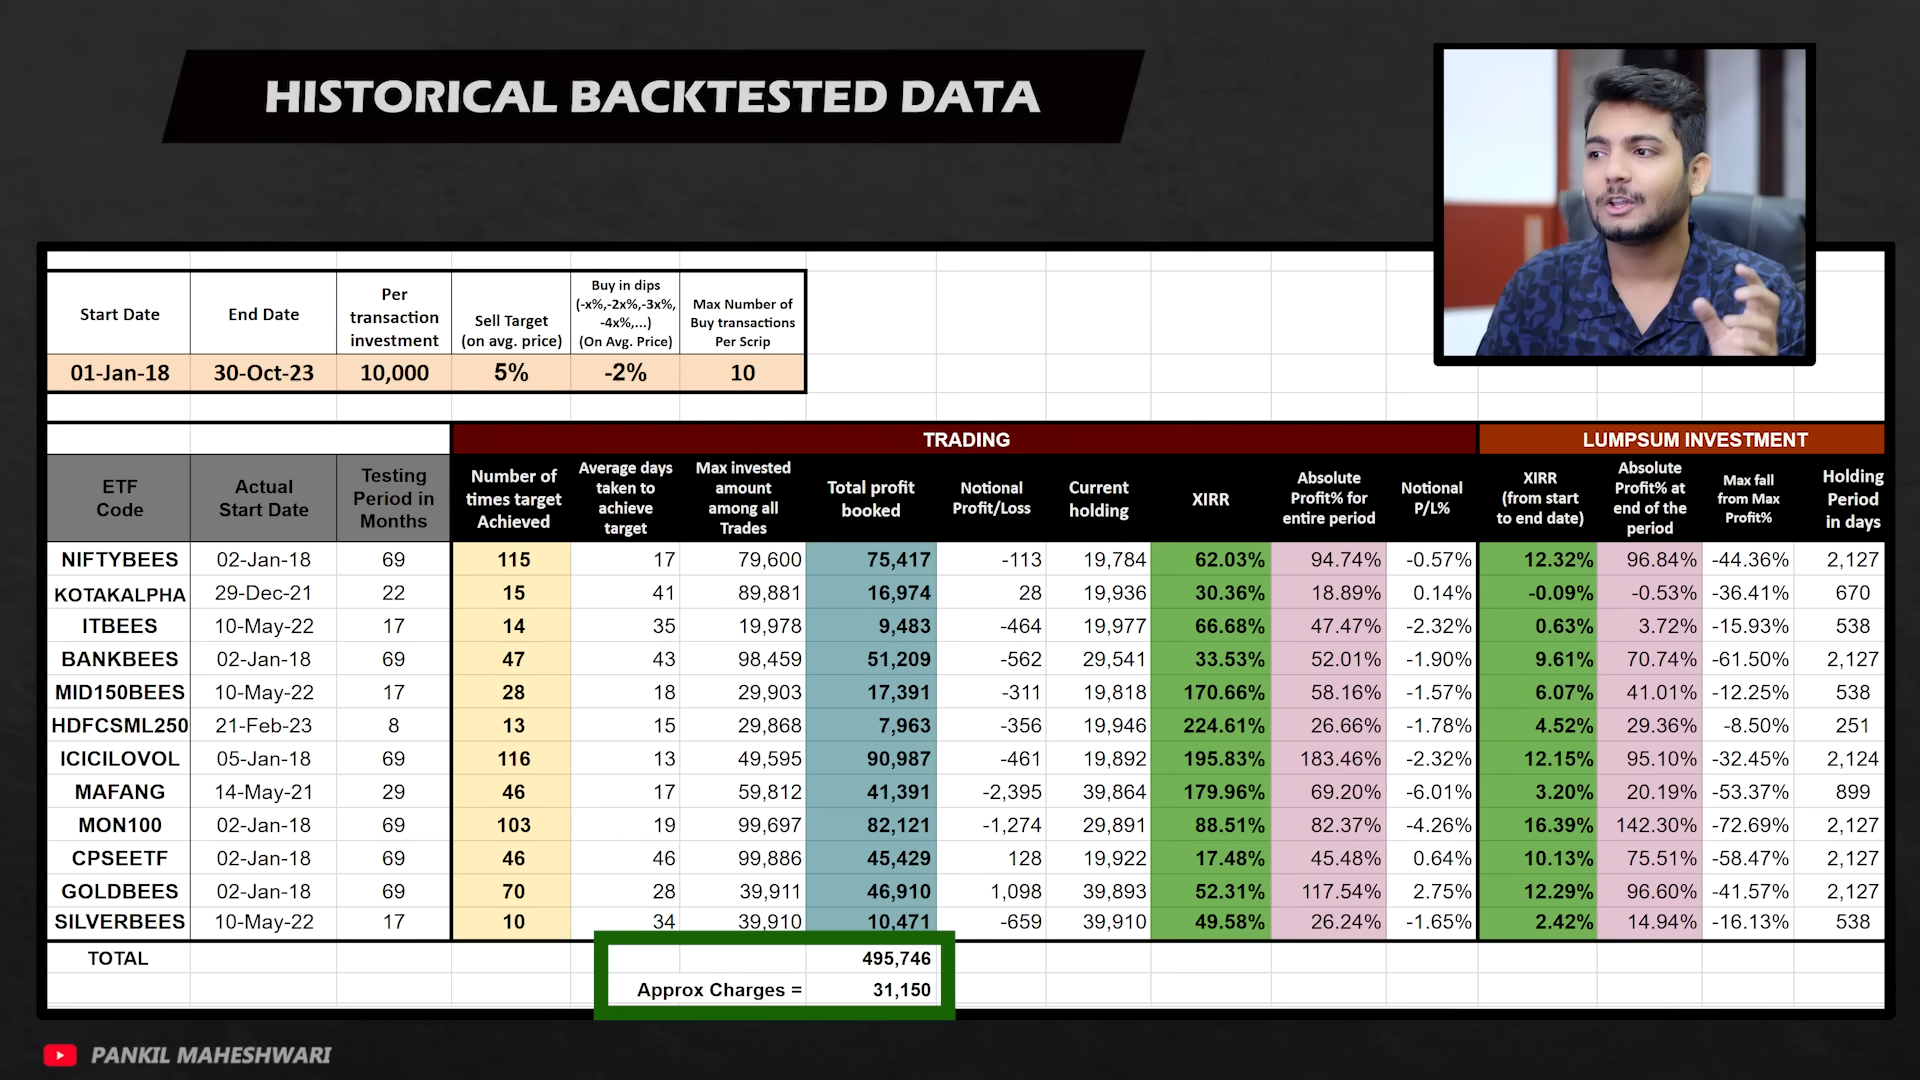 HISTORICAL BACKTESTED DATA
Start Date End Date Per transaction investment Sell Target (on avg. price) Buy in dips (-x%,-2x%,-3x%, -4x%,...) (On Avg. Price) Max Number of Buy transactions Per Scrip
01-Jan-18 30-Oct-23 10,000 5% -2% 10
TRADING LUMPSUM INVESTMENT
ETF Code Actual Start Date Testing Period in Months Number of times target Achieved Average days taken to achieve target Max invested amount among all Trades Total profit booked Notional Profit/Loss Current holding XIRR Absolute Profit% for entire period Notional P/L% XIRR (from start to end date) Absolute Profit% at end of the period Max fall from Max Profit% Holding Period in days
NIFTYBEES 02-Jan-18 69 115 17 79,600 75,417 -113 19,784 62.03% 94.74% -0.57% 12.32% 96.84% -44.36% 2,127
KOTAKALPHA 29-Dec-21 22 15 41 89,881 16,974 28 19,936 30.36% 18.89% 0.14% -0.09% -0.53% -36.41% 670
ITBEES 10-May-22 17 14 35 19,978 9,483 -464 19,977 66.68% 47.47% -2.32% 0.63% 3.72% -15.93% 538
BANKBEES 02-Jan-18 69 47 43 98,459 51,209 -562 29,541 33.53% 52.01% -1.90% 9.61% 70.74% -61.50% 2,127
MID150BEES 10-May-22 17 28 18 29,903 17,391 -311 19,818 170.66% 58.16% -1.57% 6.07% 41.01% -12.25% 538
HDFCSML250 21-Feb-23 8 13 15 29,868 7,963 -356 19,946 224.61% 26.66% -1.78% 4.52% 29.36% -8.50% 251
ICICILOVOL 05-Jan-18 69 116 13 49,595 90,987 -461 19,892 195.83% 183.46% -2.32% 12.15% 95.10% -32.45% 2,124
MAFANG 14-May-21 29 46 17 59,812 41,391 -2,395 39,864 179.96% 69.20% -6.01% 3.20% 20.19% -53.37% 899
MON100 02-Jan-18 69 103 19 99,697 82,121 -1,274 29,891 88.51% 82.37% -4.26% 16.39% 142.30% -72.69% 2,127
CPSEETF 02-Jan-18 69 46 46 99,886 45,429 128 19,922 17.48% 45.48% 0.64% 10.13% 75.51% -58.47% 2,127
GOLDBEES 02-Jan-18 69 70 28 39,911 46,910 1,098 39,893 52.31% 117.54% 2.75% 12.29% 96.60% -41.57% 2,127
SILVERBEES 10-May-22 17 10 34 39,910 10,471 -659 39,910 49.58% 26.24% -1.65% 2.42% 14.94% -16.13% 538
TOTAL 495,746
Approx Charges = 31,150
PANKIL MAHESHWARI